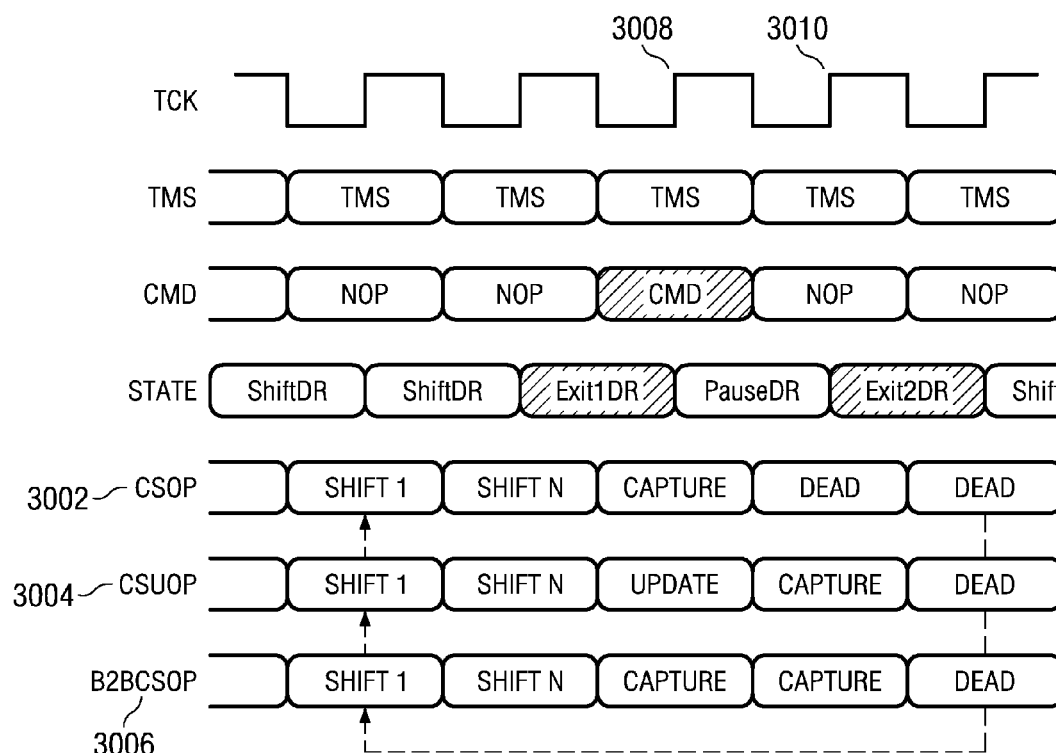 3008 3010
TCK
TMS TMS TMS TMS TMS TMS
CMD NOP NOP CMD NOP NOP
STATE ShiftDR ShiftDR Exit1DR PauseDR Exit2DR Shif
3002 CSOP SHIFT 1 SHIFT N CAPTURE DEAD DEAD
3004 CSUOP SHIFT 1 SHIFT N UPDATE CAPTURE DEAD
B2BCSOP SHIFT 1 SHIFT N CAPTURE CAPTURE DEAD
3006